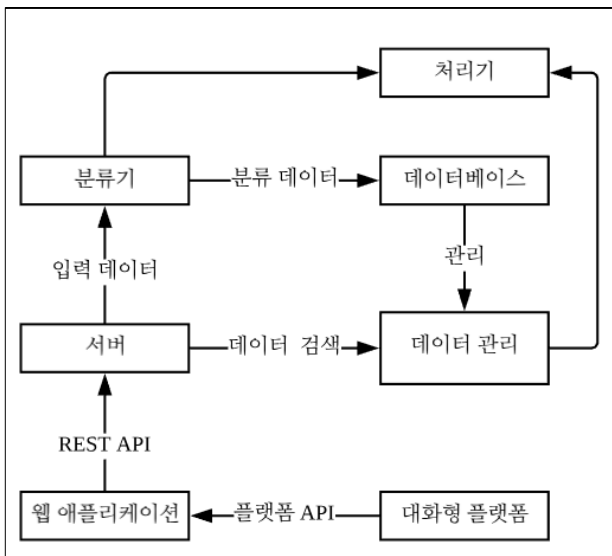 처리기
분류기
분류 데이터
데이터베이스
입력 데이터
관리
서버
데이터 검색
데이터 관리
REST API
웹 애플리케이션
플랫폼 API
대화형 플랫폼